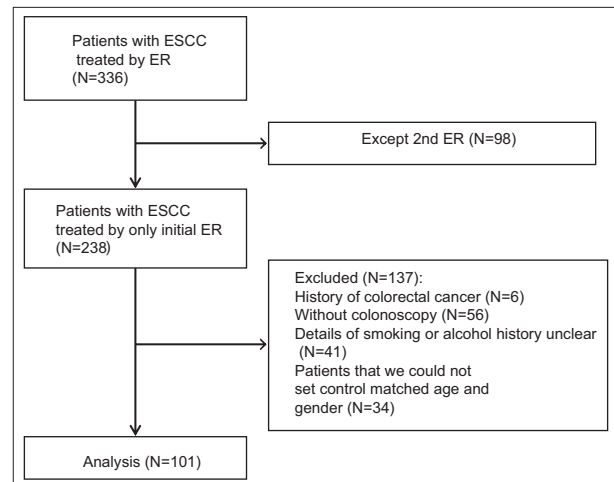 Patients with ESCC
treated by ER
(N=336)
Except 2nd ER (N=98)
Patients with ESCC
treated by only initial ER
(N=238)
Excluded (N=137):
History of colorectal cancer (N=6)
Without colonoscopy (N=56)
Details of smoking or alcohol history unclear
(N=41)
Patients that we could not
set control matched age and
gender (N=34)
Analysis (N=101)